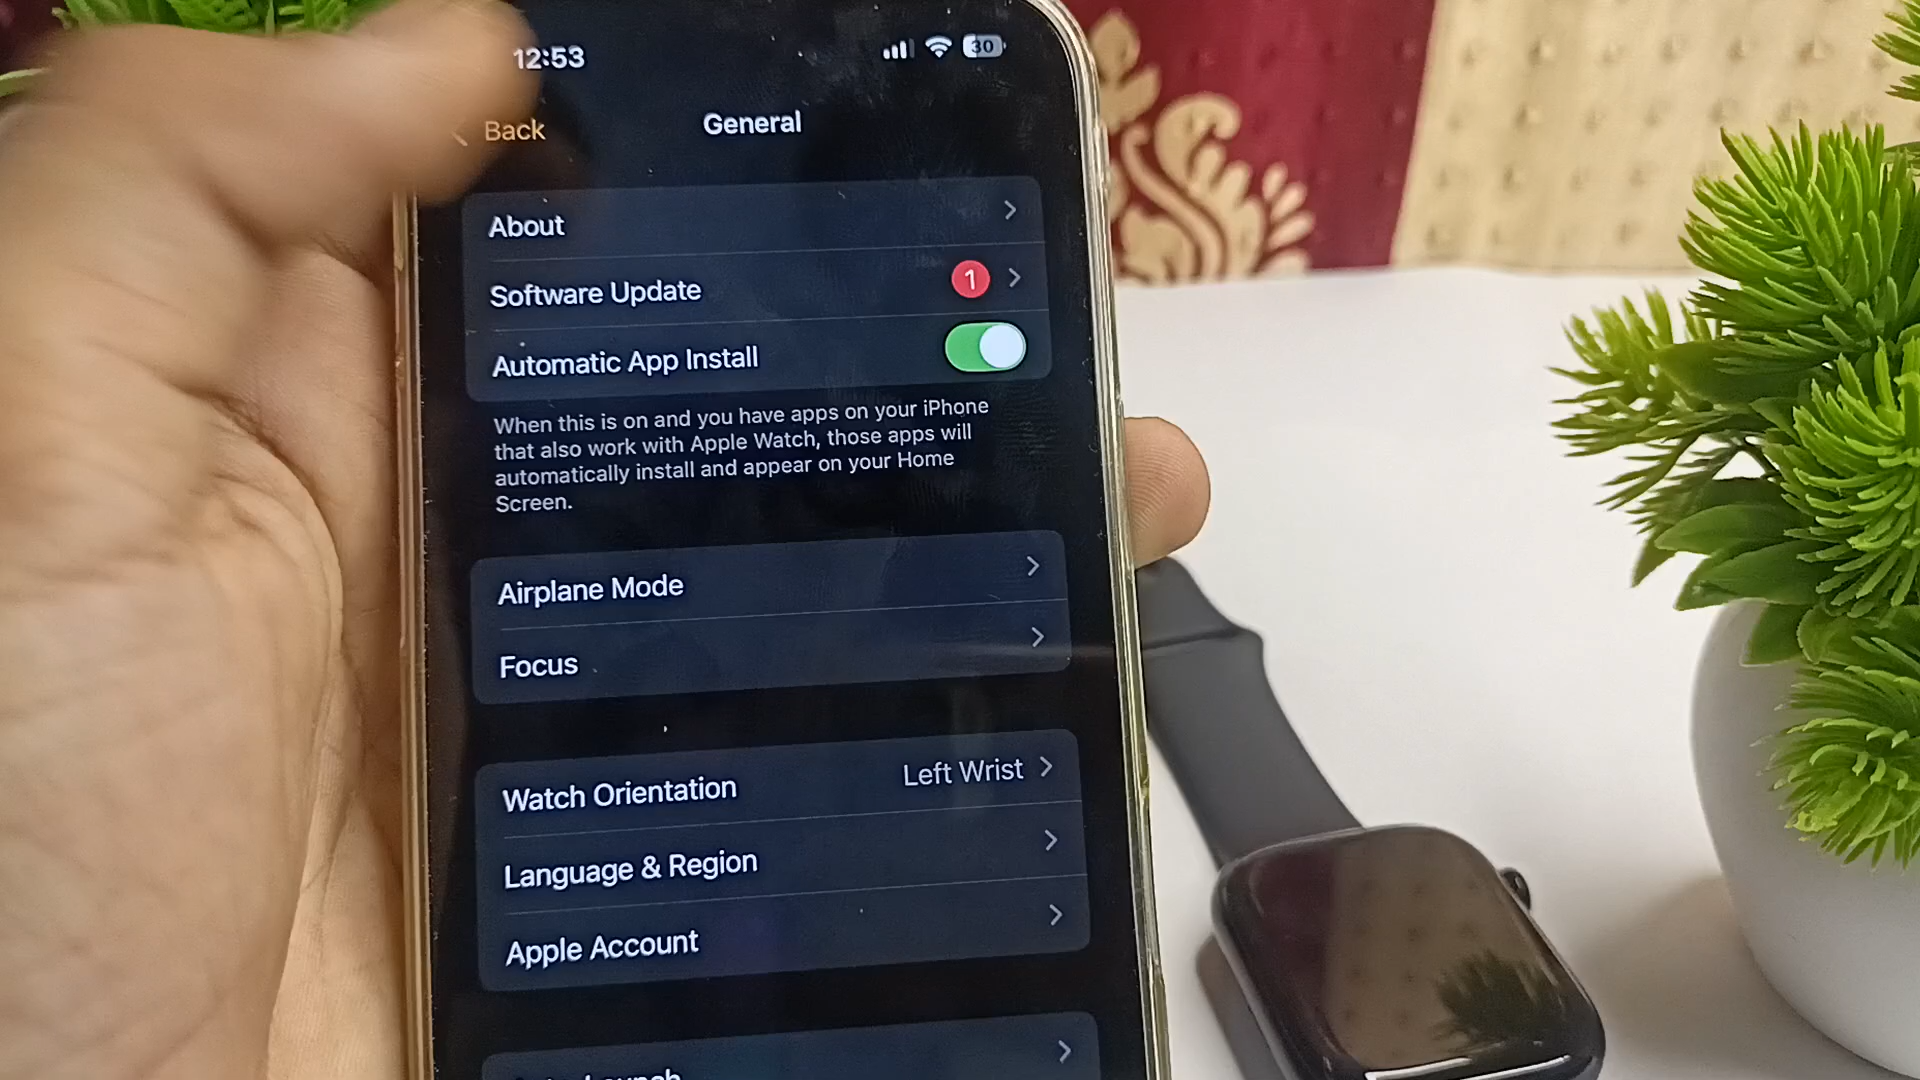 12:53
30
Back
General
About
Software Update 1
Automatic App Install
When this is on and you have apps on your iPhone
that also work with Apple Watch, those apps will
automatically install and appear on your Home
Screen.
Airplane Mode
Focus
Watch Orientation Left Wrist
Language & Region
Apple Account